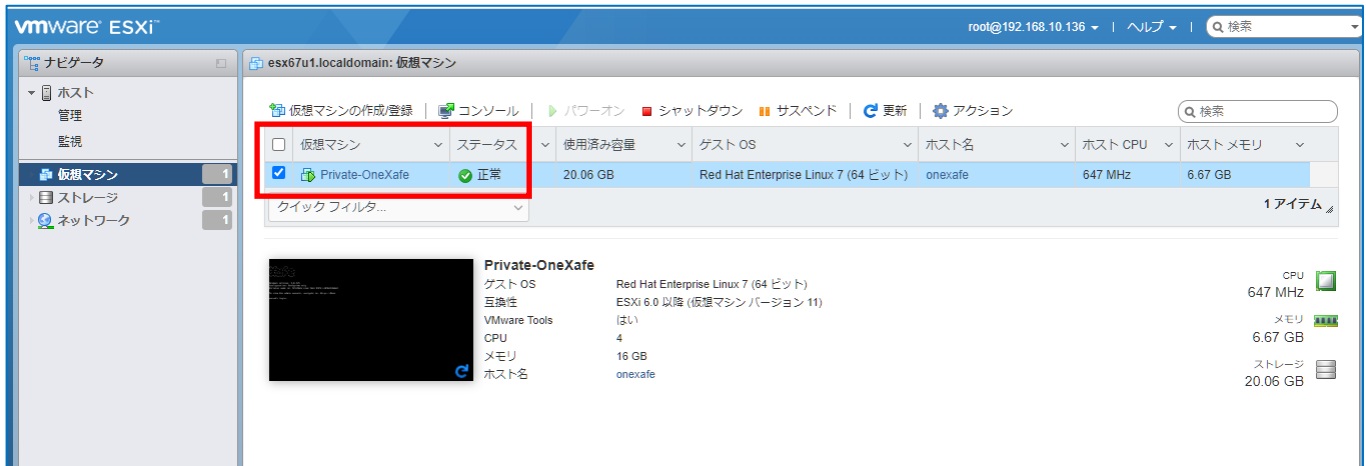 vmware ESXi™
root@192.168.10.136 | ヘルプ | 検索
ナビゲータ
esx67u1.localdomain: 仮想マシン
ホスト
管理
監視
仮想マシン 1
ストレージ 1
ネットワーク 1
仮想マシンの作成/登録 | コンソール | パワーオン シャットダウン サスペンド | 更新 | アクション
検索
仮想マシン ステータス 使用済み容量 ゲスト OS ホスト名 ホスト CPU ホスト メモリ
Private-OneXafe 正常 20.06 GB Red Hat Enterprise Linux 7 (64 ビット) onexafe 647 MHz 6.67 GB
クイック フィルタ... 1 アイテム
Private-OneXafe
ゲスト OS Red Hat Enterprise Linux 7 (64 ビット)
互換性 ESXi 6.0 以降 (仮想マシン バージョン 11)
VMware Tools はい
CPU 4
メモリ 16 GB
ホスト名 onexafe
CPU
647 MHz
メモリ
6.67 GB
ストレージ
20.06 GB